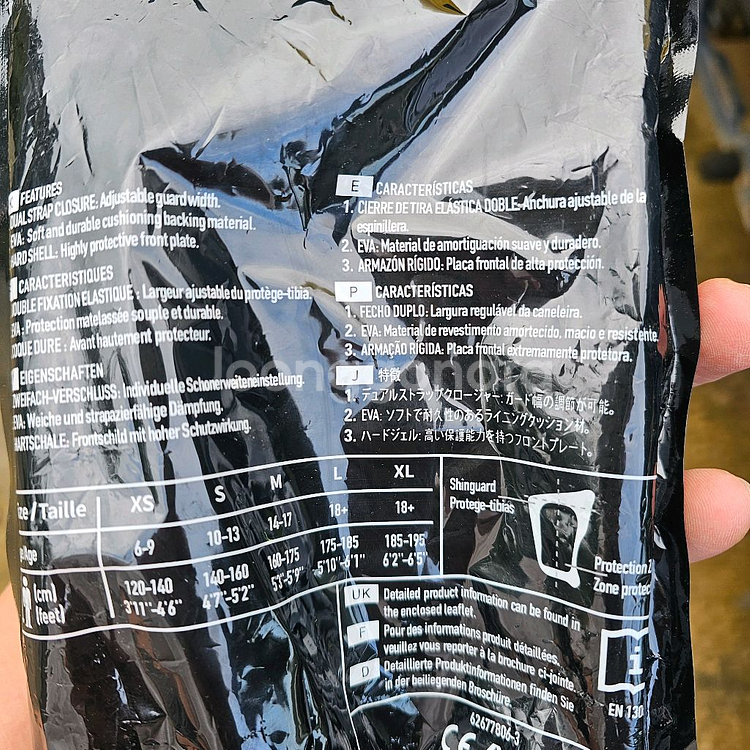 FEATURES
UAL STRAP CLOSURE: Adjustable guard width.
EVA: Soft and durable cushioning backing material.
ARD SHELL: Highly protective front plate.
CARACTERISTIQUES
OUBLE FIXATION ELASTIQUE : Largeur ajustable du protège-tibia.
EVA : Protection matelassée souple et durable.
OQUE DURE : Avant hautement protecteur.
EIGENSCHAFTEN
ZWEIFACH-VERSCHLUSS: Individuelle Schonerweiteneinstellung.
EVA: Weiche und strapazierfähige Dämpfung.
HARTSCHALE: Frontschild mit hoher Schutzwirkung.
E CARACTERÍSTICAS
1. CIERRE DE TIRA ELÁSTICA DOBLE: Anchura ajustable de la
espinillera.
2. EVA: Material de amortiguación suave y duradero.
3. ARMAZÓN RÍGIDO: Placa frontal de alta protección.
P CARACTERÍSTICAS
1. FECHO DUPLO: Largura regulável da caneleira.
2. EVA: Material de revestimento amortecido, macio e resistente.
3. ARMAÇÃO RÍGIDA: Placa frontal extremamente protetora.
J 特徴
1. デュアルストラップクロージャー: ガード幅の調節が可能。
2. EVA: ソフトで耐久性のあるライニングクッション材。
3. ハードジェル: 高い保護能力を持つフロントプレート。
ize / Taille XS S M L XL
Age 6-9 10-13 14-17 18+ 18+
(cm) 120-140 140-160 160-175 175-185 185-195
(feet) 3'11"-4'6" 4'7"-5'2" 5'1"-5'9" 5'10"-6'1" 6'2"-6'5"
Shinguard
Protege-tibias
Protection
Zone protec
UK Detailed product information can be found in
the enclosed leaflet.
F Pour des informations produit détaillées,
veuillez vous reporter à la brochure ci-jointe.
D Detaillierte Produktinformationen finden Sie
in der beiliegenden Broschüre.
62677806-3
CE
EN 130